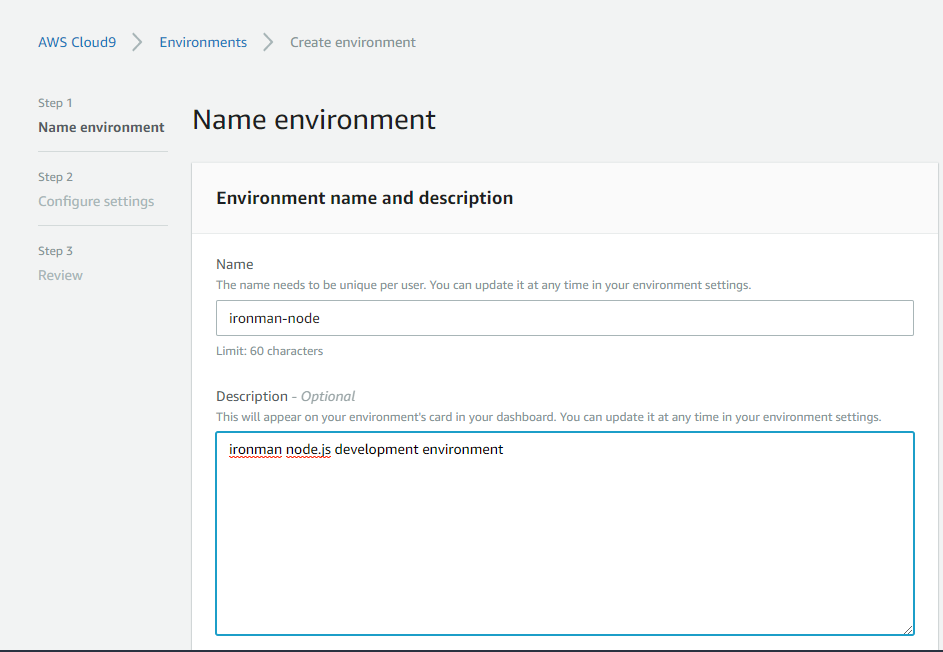 AWS Cloud9 > Environments > Create environment
Step 1
Name environment
Step 2
Configure settings
Step 3
Review
Name environment
Environment name and description
Name
The name needs to be unique per user. You can update it at any time in your environment settings.
ironman-node
Limit: 60 characters
Description - Optional
This will appear on your environment's card in your dashboard. You can update it at any time in your environment settings.
ironman node.js development environment